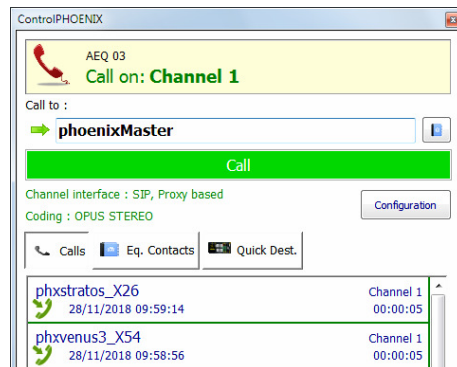 ControlPHOENIX
AEQ 03
Call on: Channel 1
Call to :
phoenixMaster
Call
Channel interface : SIP, Proxy based
Coding : OPUS STEREO
Configuration
Calls Eq. Contacts Quick Dest.
phxstratos_X26 Channel 1
28/11/2018 09:59:14 00:00:05
phxvenus3_X54 Channel 1
28/11/2018 09:58:56 00:00:05